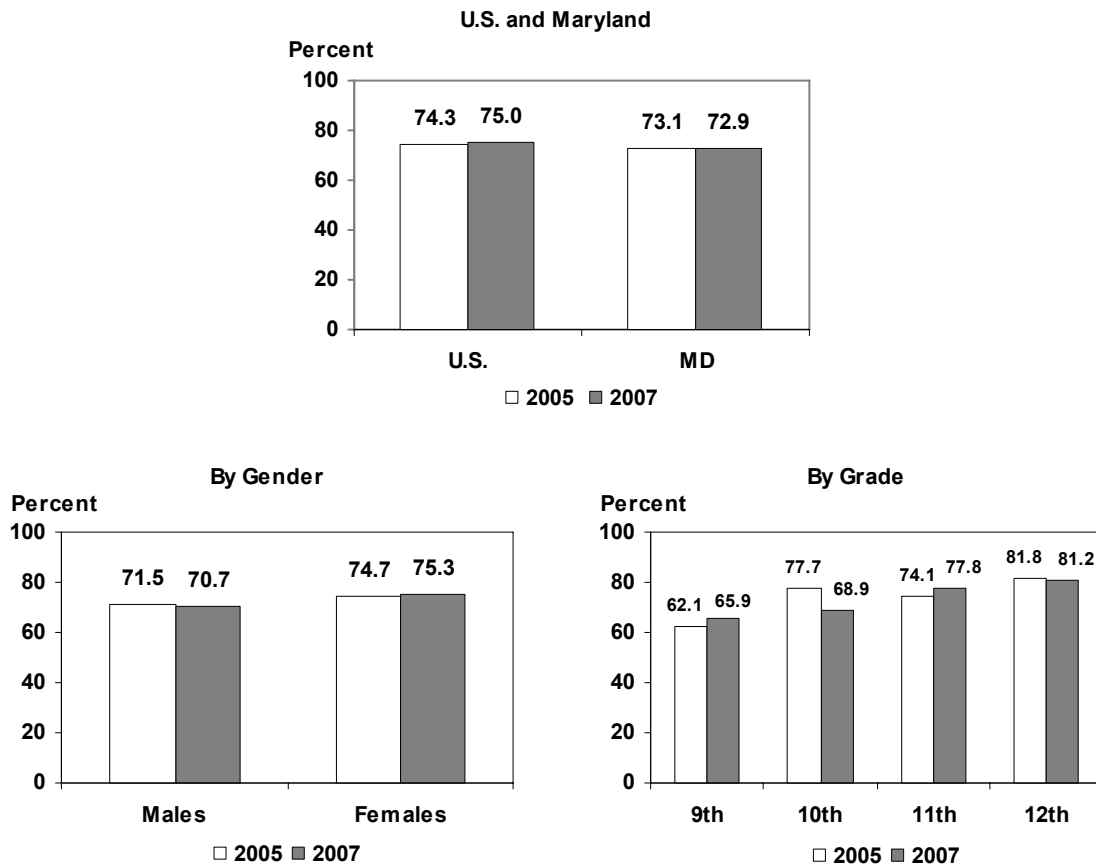 U.S. and Maryland
Percent
100
74.3 75.0 73.1 72.9
80
60
40
20
0
U.S. MD
2005 2007
By Gender
Percent
100
71.5 70.7 74.7 75.3
80
60
40
20
0
Males Females
2005 2007
By Grade
Percent
100
62.1 65.9 77.7 68.9 74.1 77.8 81.8 81.2
80
60
40
20
0
9th 10th 11th 12th
2005 2007